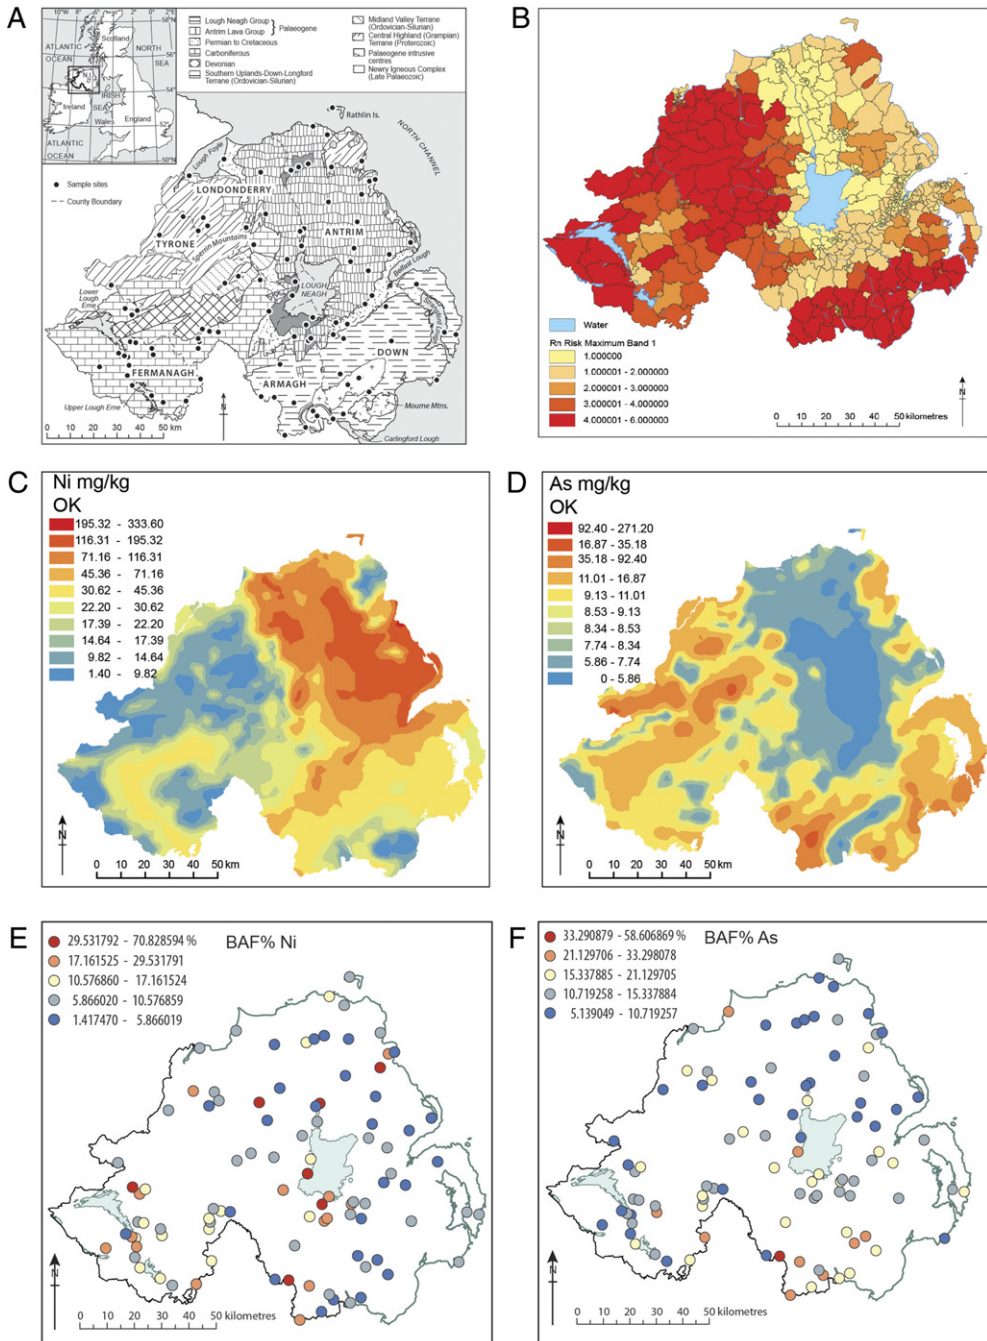 A
10°W
8°W
6°W
4°W
2°W
58°N
56°
54°
52°
50°N
Scotland
ATLANTIC
OCEAN
NORTH
SEA
IRISH
SEA
Ireland
Wales
England
ATLANTIC
OCEAN
Lough Neagh Group
Antrim Lava Group
Palaeogene
Permian to Cretaceous
Carboniferous
Devonian
Southern Uplands-Down-Longford
Terrane (Ordovician-Silurian)
Midland Valley Terrane
(Ordovician-Silurian)
Central Highland (Grampian)
Terrane (Proterozoic)
Palaeogene intrusive
centres
Newry Igneous Complex
(Late Palaeozoic)
Rathlin Is.
NORTH CHANNEL
Lough Foyle
Sample sites
County Boundary
LONDONDERRY
TYRONE
Sperrin Mountains
ANTRIM
Belfast Lough
LOUGH
NEAGH
Lower
Lough
Erne
Strangford Lough
DOWN
FERMANAGH
ARMAGH
Upper Lough Erne
N
Mourne Mtns.
Carlingford Lough
0 10 20 30 40 50 km
B
Water
Rn Risk Maximum Band 1
1.000000
1.000001 - 2.000000
2.000001 - 3.000000
3.000001 - 4.000000
4.000001 - 6.000000
0 10 20 30 40 50 kilometres
N
C
Ni mg/kg
OK
195.32 - 333.60
116.31 - 195.32
71.16 - 116.31
45.36 - 71.16
30.62 - 45.36
22.20 - 30.62
17.39 - 22.20
14.64 - 17.39
9.82 - 14.64
1.40 - 9.82
N
0 10 20 30 40 50 km
D
As mg/kg
OK
92.40 - 271.20
16.87 - 35.18
35.18 - 92.40
11.01 - 16.87
9.13 - 11.01
8.53 - 9.13
8.34 - 8.53
7.74 - 8.34
5.86 - 7.74
0 - 5.86
N
0 10 20 30 40 50 km
E
29.531792 - 70.828594 %
BAF% Ni
17.161525 - 29.531791
10.576860 - 17.161524
5.866020 - 10.576859
1.417470 - 5.866019
N
0 10 20 30 40 50 kilometres
F
33.290879 - 58.606869 %
BAF% As
21.129706 - 33.298078
15.337885 - 21.129705
10.719258 - 15.337884
5.139049 - 10.719257
N
0 10 20 30 40 50 kilometres